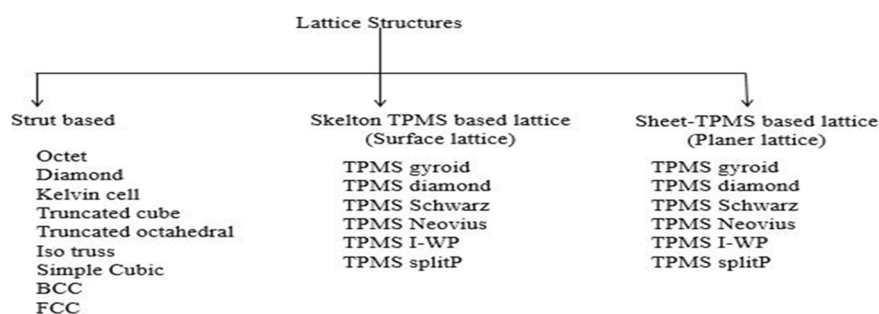 Lattice Structures
Strut based
Octet
Diamond
Kelvin cell
Truncated cube
Truncated octahedral
Iso truss
Simple Cubic
BCC
FCC
Skelton TPMS based lattice
(Surface lattice)
TPMS gyroid
TPMS diamond
TPMS Schwarz
TPMS Neovius
TPMS I-WP
TPMS splitP
Sheet-TPMS based lattice
(Planer lattice)
TPMS gyroid
TPMS diamond
TPMS Schwarz
TPMS Neovius
TPMS I-WP
TPMS splitP